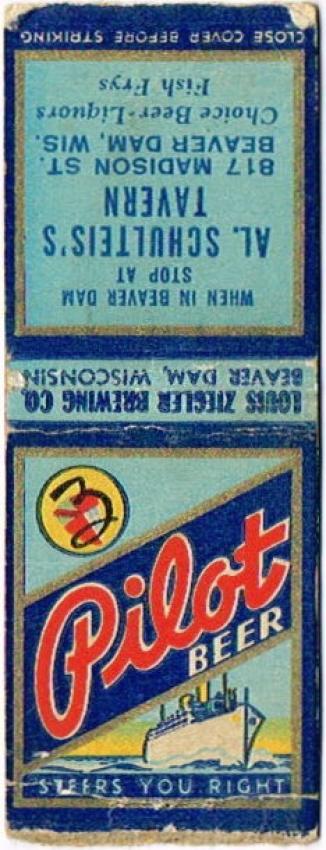 Pilot
BEER
STEERS YOU RIGHT
LOUIS ZIEGLER BREWING CO.
BEAVER DAM, WISCONSIN
WHEN IN BEAVER DAM
STOP AT
AL. SCHULTEIS'S
TAVERN
817 MADISON ST.
BEAVER DAM, WIS.
Choice Beer-Liquors
Fish Frys
CLOSE COVER BEFORE STRIKING